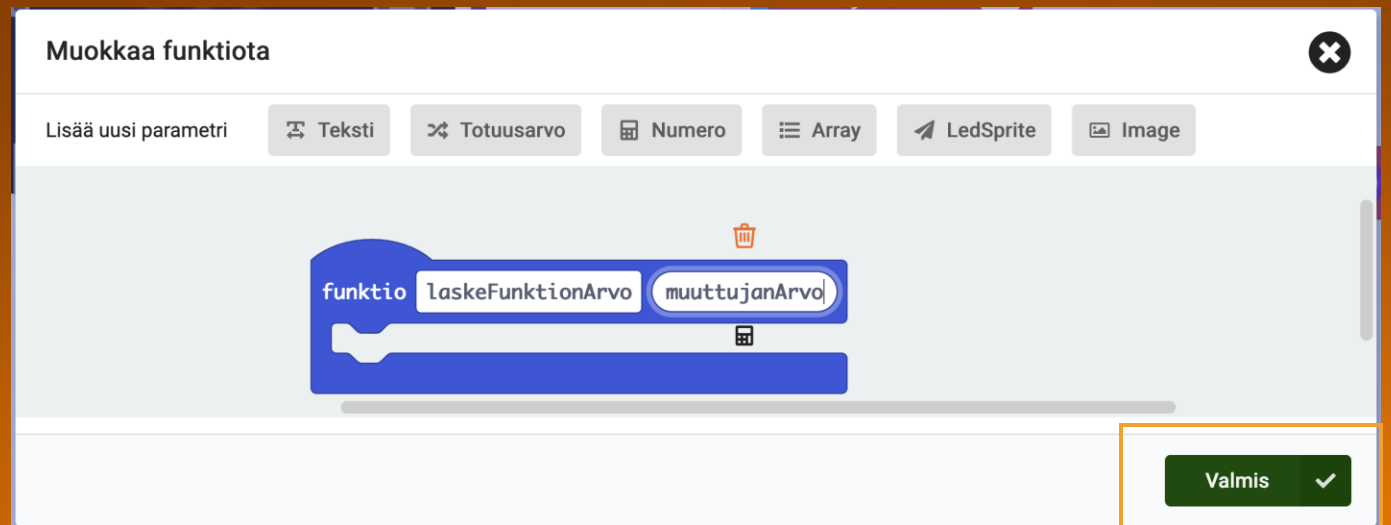 Muokkaa funktiota
Lisää uusi parametri Teksti Totuusarvo Numero Array LedSprite Image
funktio laskeFunktionArvo muuttujanArvo
Valmis